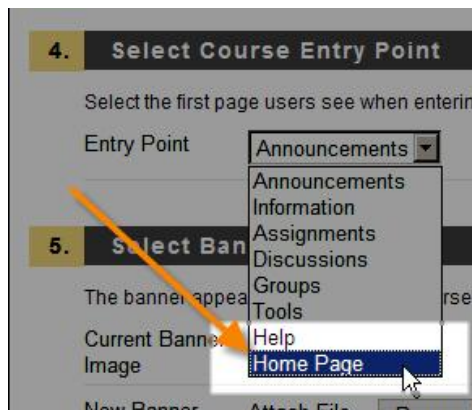 4. Select Course Entry Point
Select the first page users see when enterin
Entry Point Announcements
Announcements
Information
Assignments
Discussions
Groups
Tools
Help
Home Page
5. Select Ban
The banner appea rse
Current Banne
Image
New Banner Attach File